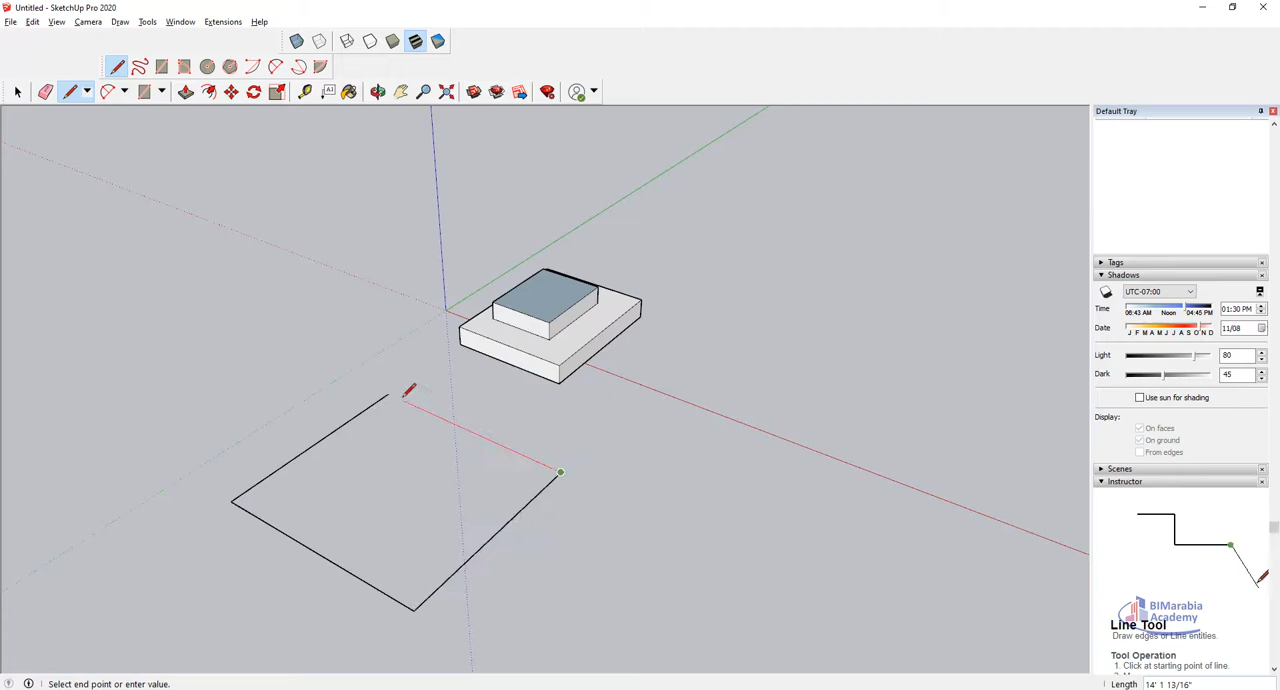 Untitled - SketchUp Pro 2020
File Edit View Camera Draw Tools Window Extensions Help
A1
Default Tray
Tags
Shadows
UTC-07:00
Time 06:43 AM Noon 04:45 PM 01:30 PM
Date J F M A M J J A S O N D 11/08
Light 80
Dark 45
Use sun for shading
Display:
On faces
On ground
From edges
Scenes
Instructor
BIMarabia
Academy
Line Tool
Draw edges or Line entities.
Tool Operation
1. Click at starting point of line.
Select end point or enter value.
Length 14' 1 13/16"